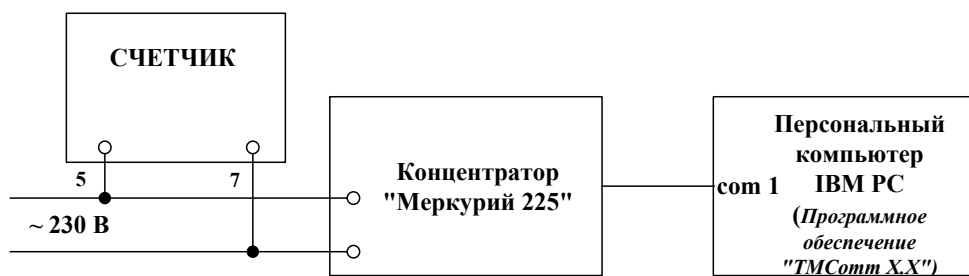 СЧЕТЧИК
5
7
~ 230 В
Концентратор
"Меркурий 225"
com 1
Персональный
компьютер
IBM PC
(Программное
обеспечение
"TMComm X.X")